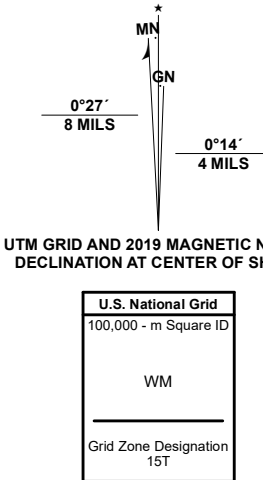 MN
GN
0°27´
8 MILS
0°14´
4 MILS
UTM GRID AND 2019 MAGNETIC N
DECLINATION AT CENTER OF SH
U.S. National Grid
100,000 - m Square ID
WM
Grid Zone Designation
15T